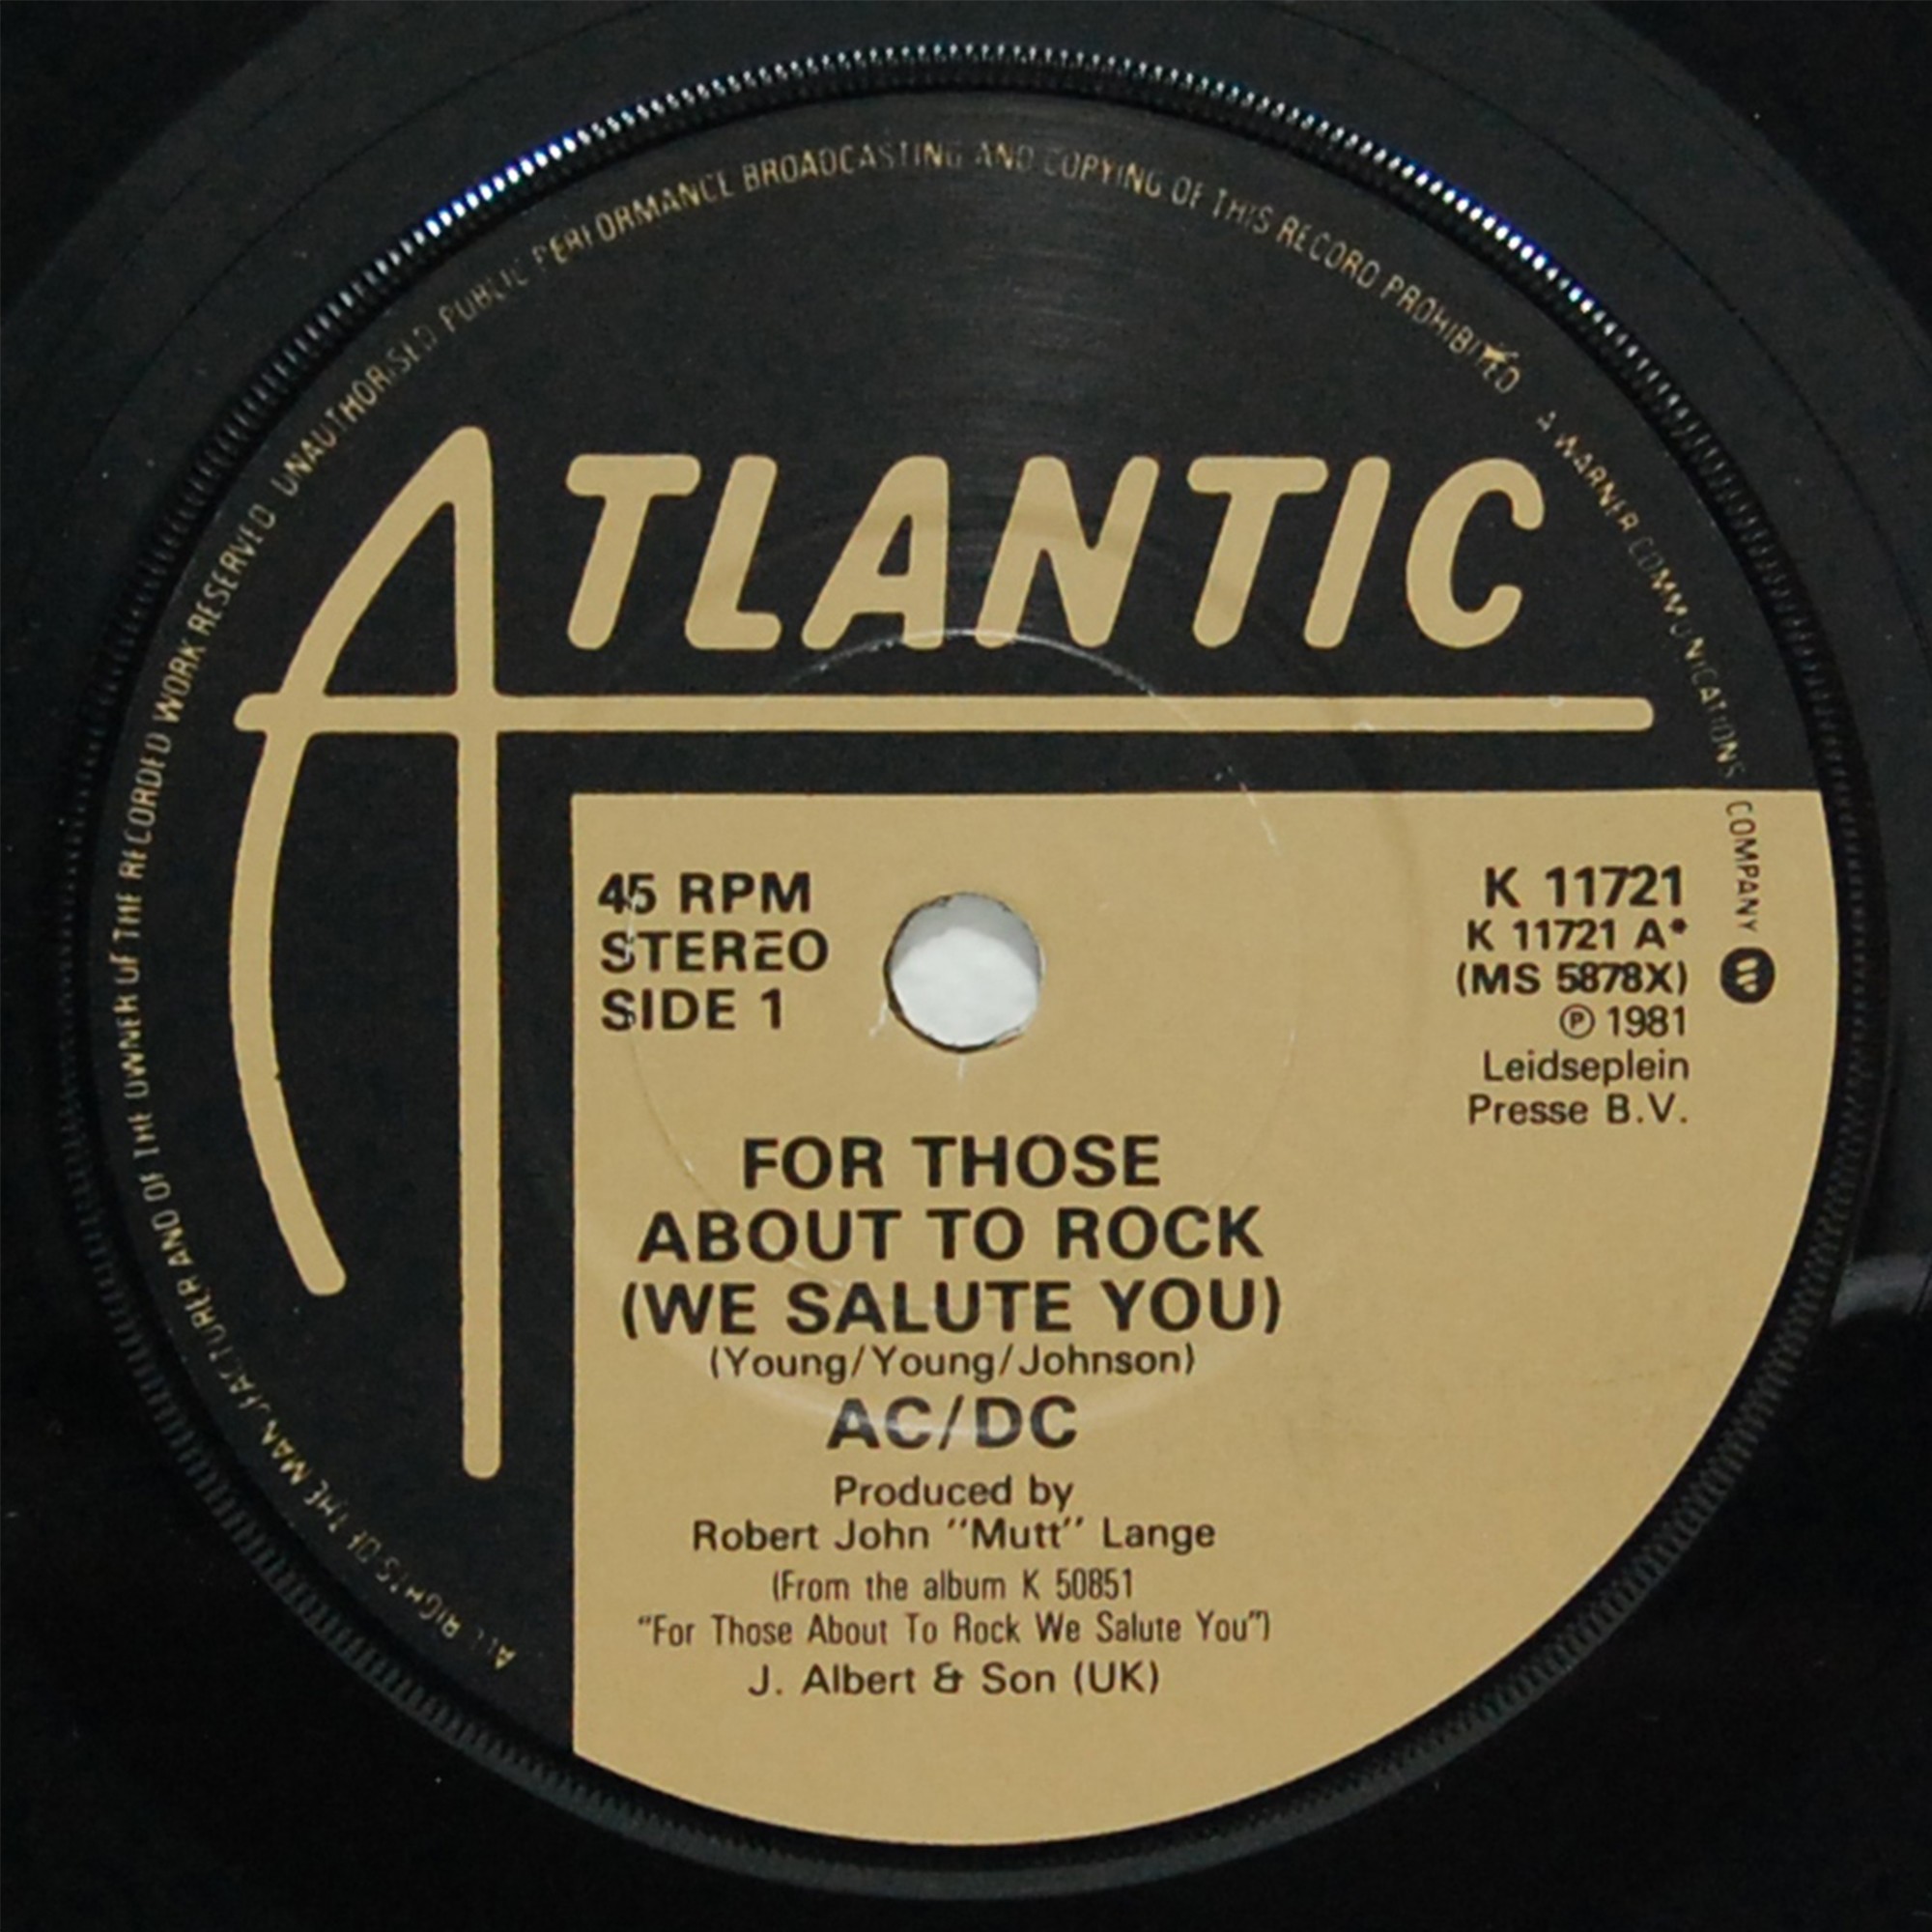 ALL RIGHTS OF THE MANUFACTURER AND OF THE OWNER OF THE RECORDED WORK RESERVED UNAUTHORISED PUBLIC PERFORMANCE BROADCASTING AND COPYING OF THIS RECORD PROHIBITED A WARNER COMMUNICATIONS COMPANY
ATLANTIC
45 RPM
STEREO
SIDE 1
K 11721
K 11721 A*
(MS 5878X)
℗ 1981
Leidseplein
Presse B.V.
FOR THOSE
ABOUT TO ROCK
(WE SALUTE YOU)
(Young/Young/Johnson)
AC/DC
Produced by
Robert John "Mutt" Lange
(From the album K 50851
"For Those About To Rock We Salute You")
J. Albert & Son (UK)